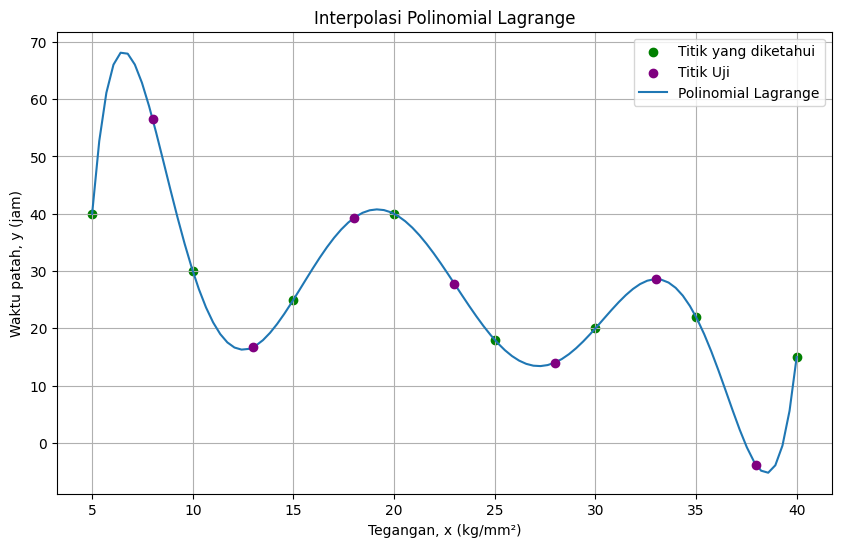 Interpolasi Polinomial Lagrange
Titik yang diketahui
Titik Uji
Polinomial Lagrange
70
60
50
40
30
20
10
0
Waktu patah, y (jam)
5
10
15
20
25
30
35
40
Tegangan, x (kg/mm²)